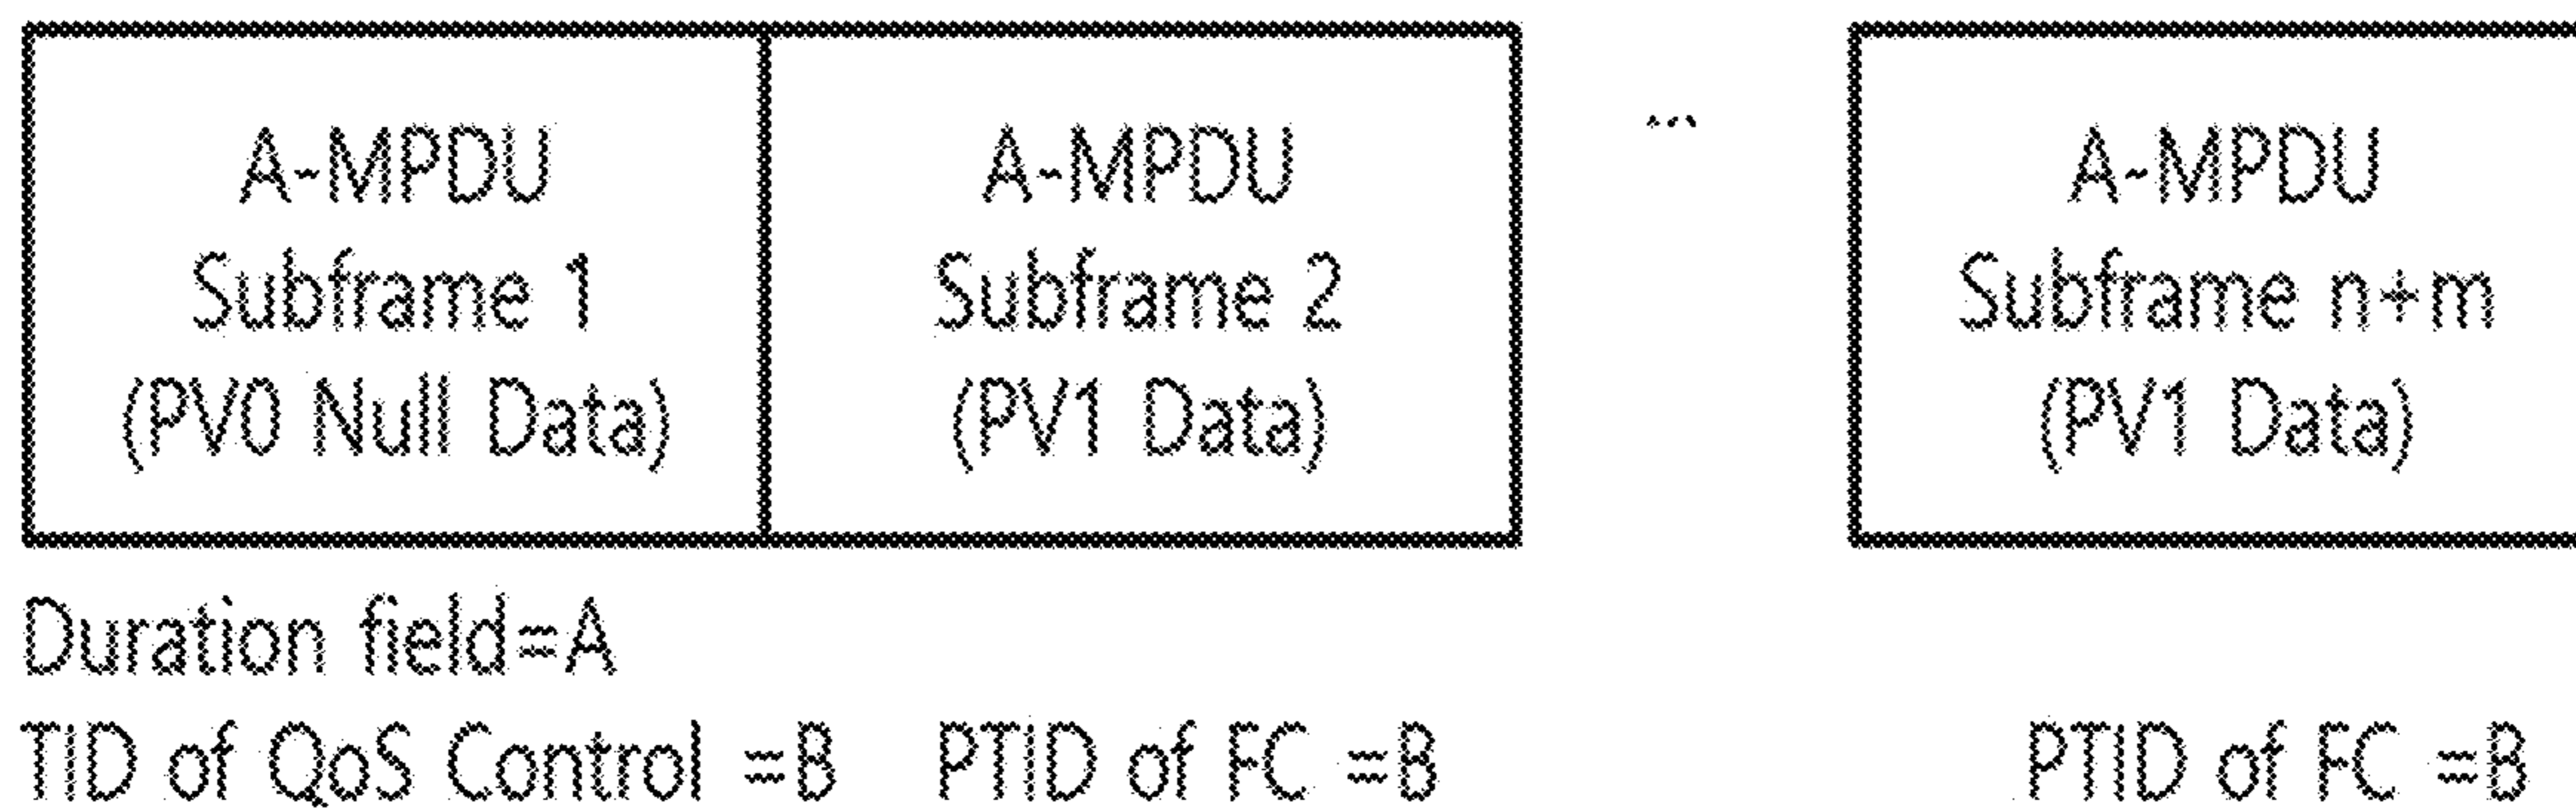 A-MPDU
Subframe 1
(PV0 Null Data)
A-MPDU
Subframe 2
(PV1 Data)
...
A-MPDU
Subframe n+m
(PV1 Data)
Duration field=A
TID of QoS Control =B
PTID of FC =B
PTID of FC =B